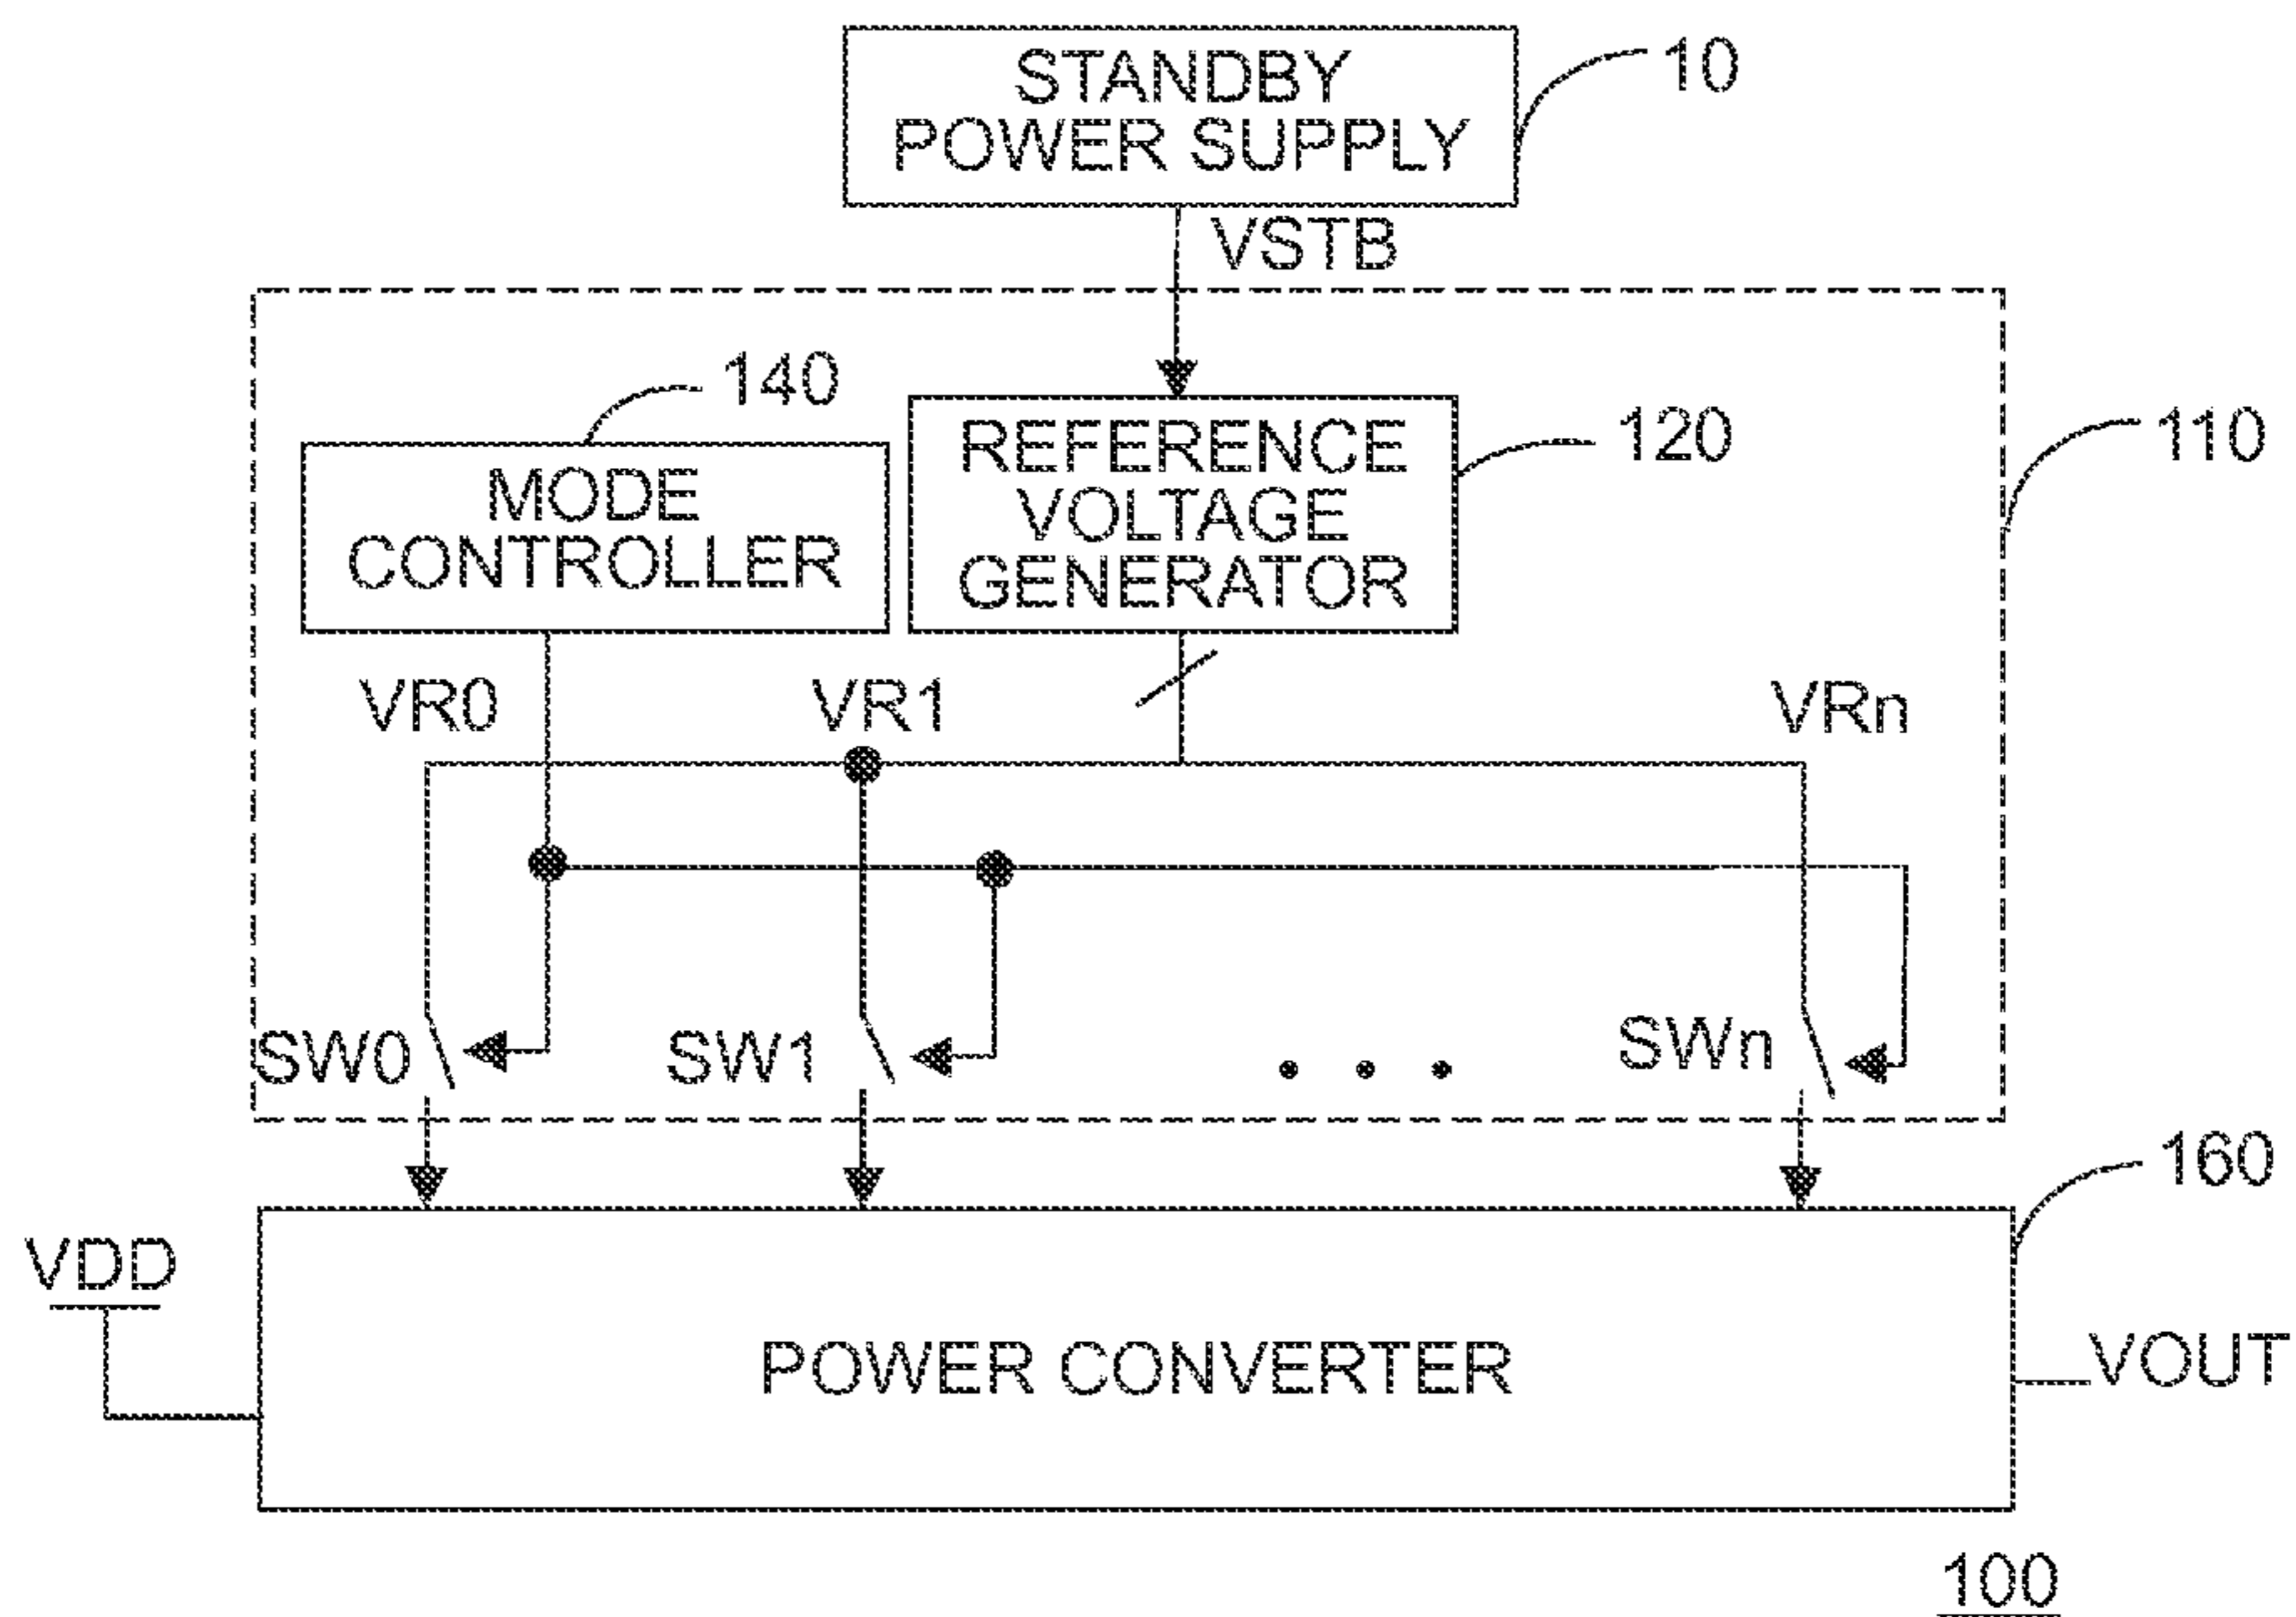 STANDBY
POWER SUPPLY
10
VSTB
140
MODE
CONTROLLER
REFERENCE
VOLTAGE
GENERATOR
120
110
VR0
VR1
VRn
SW0
SW1
SWn
160
VDD
POWER CONVERTER
VOUT
100